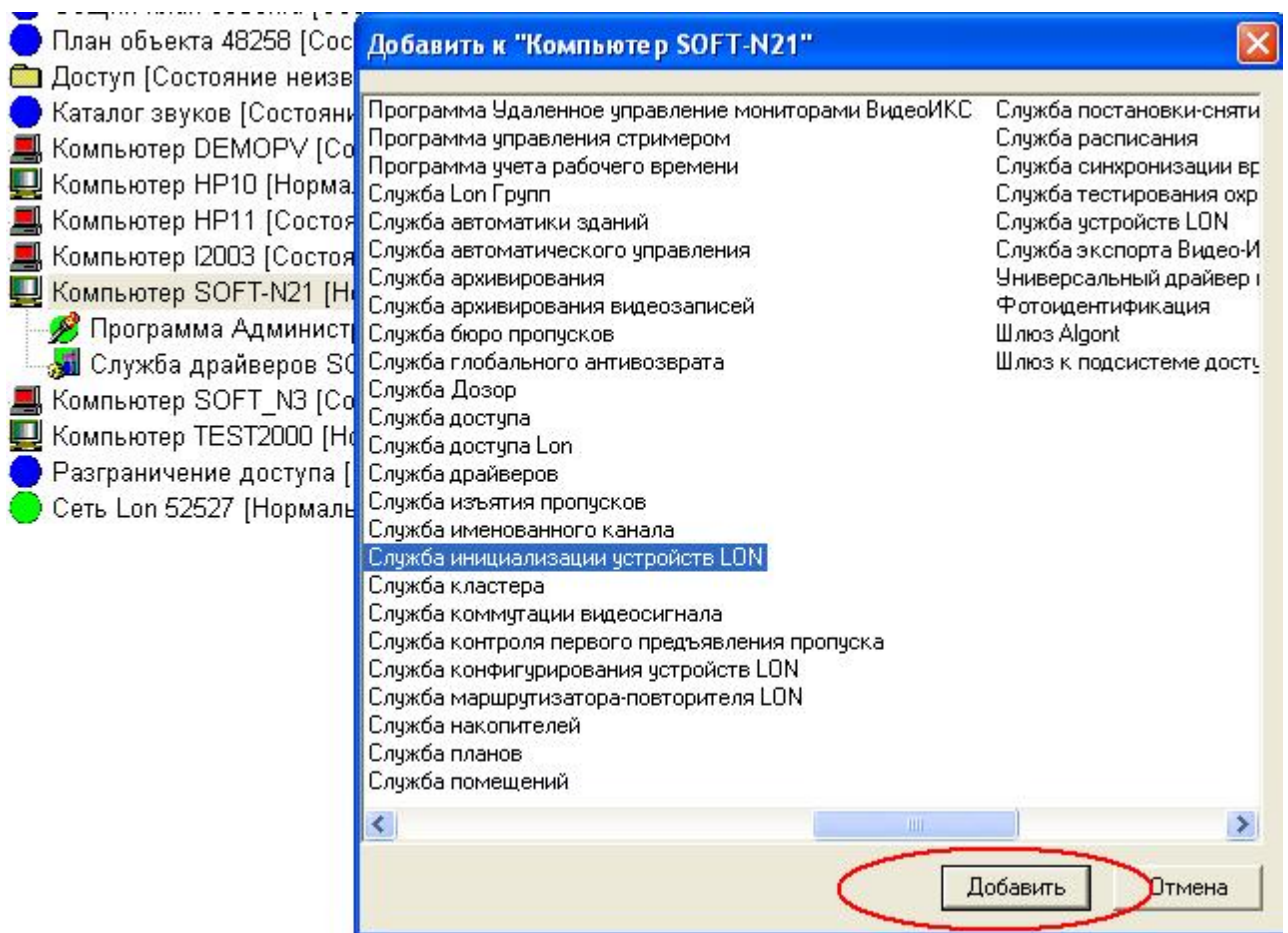 План объекта 48258 [Сос
Доступ [Состояние неизв
Каталог звуков [Состояни
Компьютер DEMOPV [Со
Компьютер HP10 [Норма
Компьютер HP11 [Состоя
Компьютер I2003 [Состоя
Компьютер SOFT-N21 [Н
Программа Админист
Служба драйверов SO
Компьютер SOFT_N3 [Со
Компьютер TEST2000 [Но
Разграничение доступа [
Сеть Lon 52527 [Нормаль
Добавить к "Компьютер SOFT-N21"
Программа Удаленное управление мониторами ВидеоИКС
Программа управления стримером
Программа учета рабочего времени
Служба Lon Групп
Служба автоматики зданий
Служба автоматического управления
Служба архивирования
Служба архивирования видеозаписей
Служба бюро пропусков
Служба глобального антивозврата
Служба Дозор
Служба доступа
Служба доступа Lon
Служба драйверов
Служба изъятия пропусков
Служба именованного канала
Служба инициализации устройств LON
Служба кластера
Служба коммутации видеосигнала
Служба контроля первого предъявления пропуска
Служба конфигурирования устройств LON
Служба маршрутизатора-повторителя LON
Служба накопителей
Служба планов
Служба помещений
Служба постановки-сняти
Служба расписания
Служба синхронизации вр
Служба тестирования охр
Служба устройств LON
Служба экспорта Видео-И
Универсальный драйвер
Фотоидентификация
Шлюз Algont
Шлюз к подсистеме досту
Добавить
Отмена